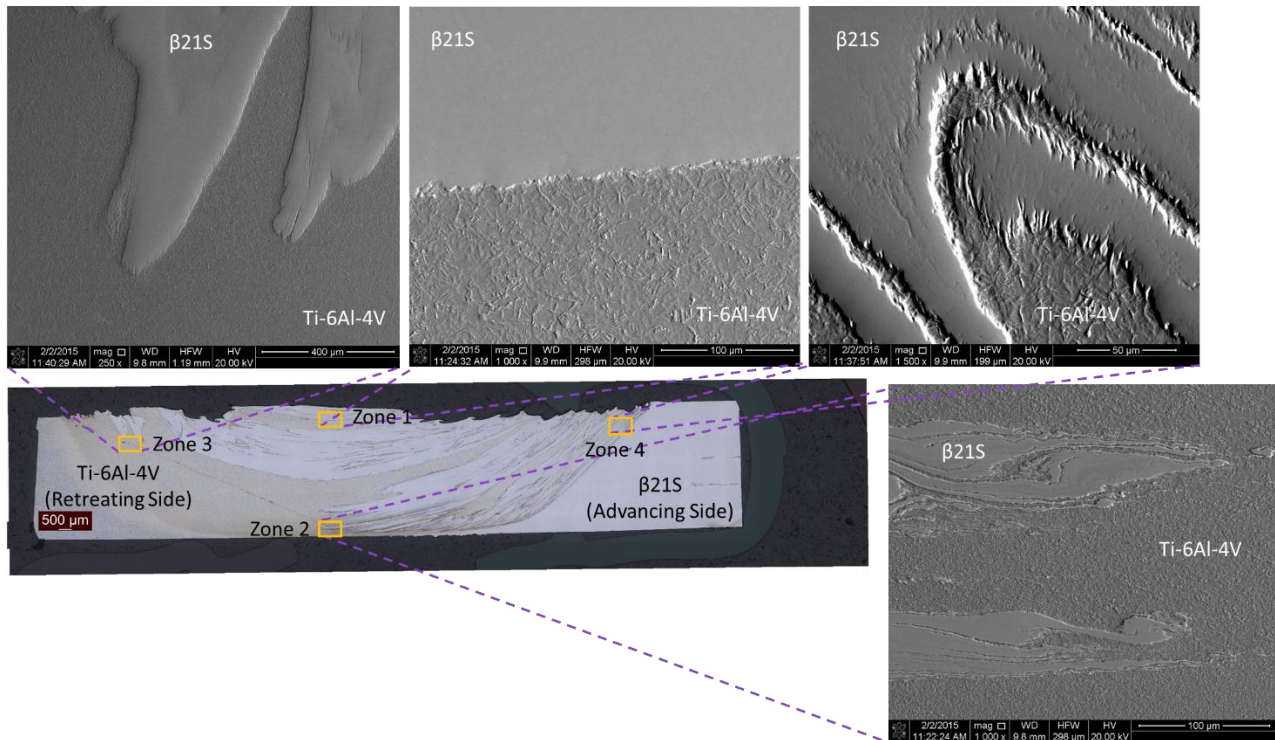 β21S
Ti-6Al-4V
2/2/2015 mag WD HFW HV 400 µm
11:40:29 AM 250 x 9.8 mm 1.19 mm 20.00 kV
β21S
Ti-6Al-4V
2/2/2015 mag WD HFW HV 100 µm
11:24:32 AM 1 000 x 9.9 mm 298 µm 20.00 kV
β21S
Ti-6Al-4V
2/2/2015 mag WD HFW HV 50 µm
11:37:51 AM 1 500 x 9.9 mm 199 µm 20.00 kV
Zone 1
Zone 3
Zone 4
Ti-6Al-4V
(Retreating Side)
β21S
(Advancing Side)
500 µm
Zone 2
β21S
Ti-6Al-4V
2/2/2015 mag WD HFW HV 100 µm
11:22:24 AM 1 000 x 9.8 mm 298 µm 20.00 kV